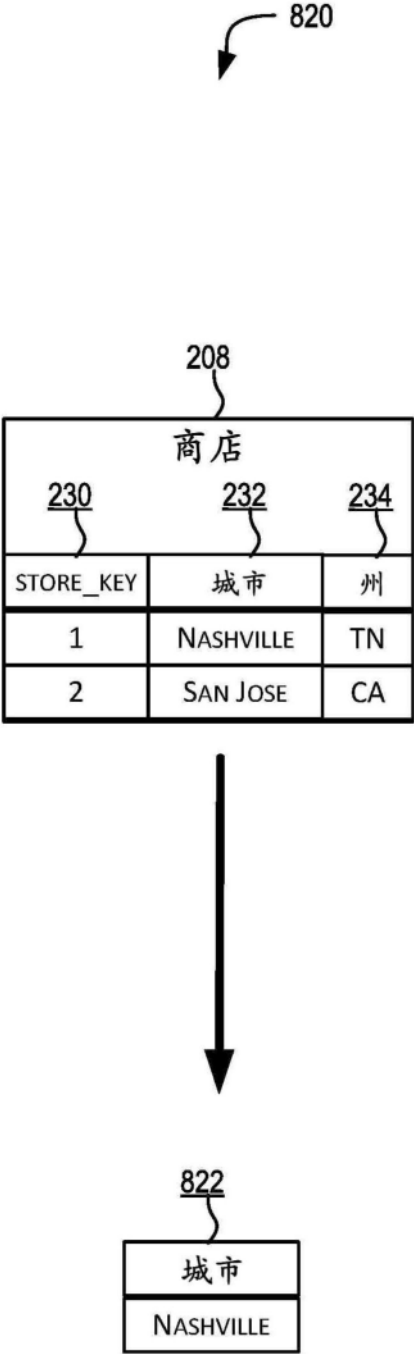 820
208
商店
230 232 234
STORE_KEY 城市 州
1 NASHVILLE TN
2 SAN JOSE CA
822
城市
NASHVILLE